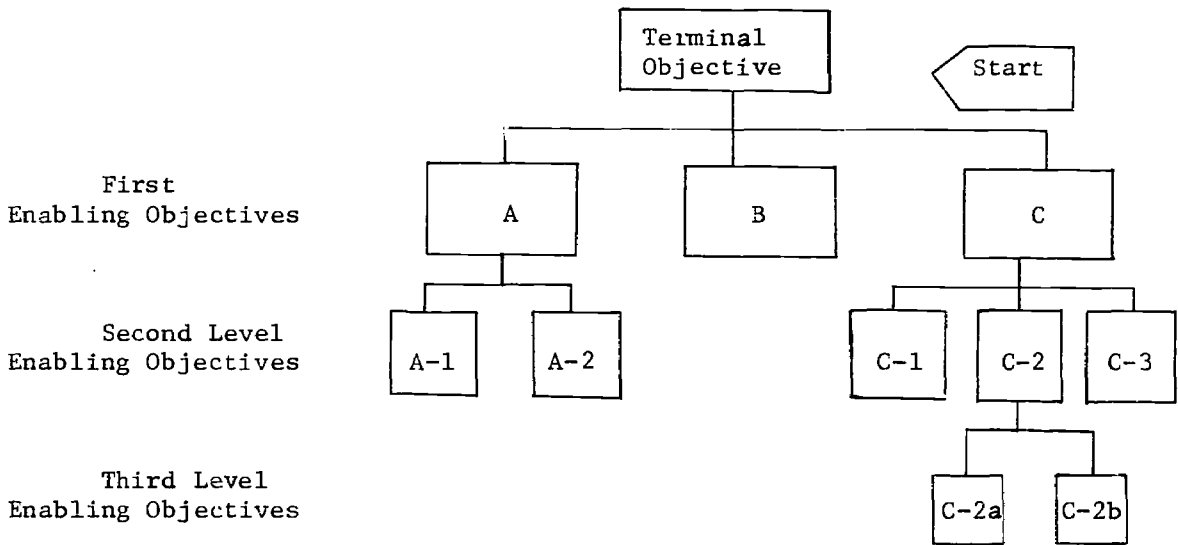 Terminal
Objective
Start
First
Enabling Objectives
A
B
C
Second Level
Enabling Objectives
A-1
A-2
C-1
C-2
C-3
Third Level
Enabling Objectives
C-2a
C-2b